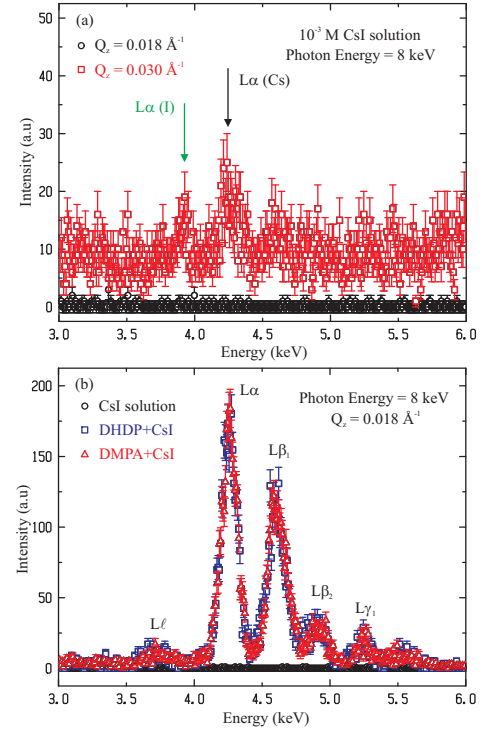 (a)
Q_z = 0.018 Å⁻¹
Q_z = 0.030 Å⁻¹
10⁻³ M CsI solution
Photon Energy = 8 keV
Lα (Cs)
Lα (I)
Intensity (a.u)
50
40
30
20
10
0
3.0 3.5 4.0 4.5 5.0 5.5 6.0
Energy (keV)
(b)
CsI solution
DHDP+CsI
DMPA+CsI
Photon Energy = 8 keV
Q_z = 0.018 Å⁻¹
Lα
Lβ₁
Lβ₂
Lγ₁
Lℓ
Intensity (a.u)
200
150
100
50
0
3.0 3.5 4.0 4.5 5.0 5.5 6.0
Energy (keV)